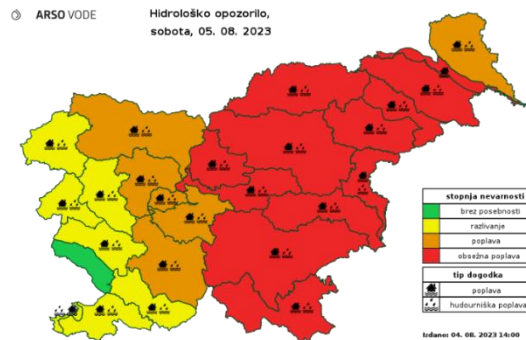 ARSO VODE
Hidrološko opozorilo,
sobota, 05. 08. 2023
stopnja nevarnosti
brez posebnosti
razlivanje
poplava
obsežna poplava
tip dogodka
poplava
hudourniška poplava
Izdano: 04. 08. 2023 14:00